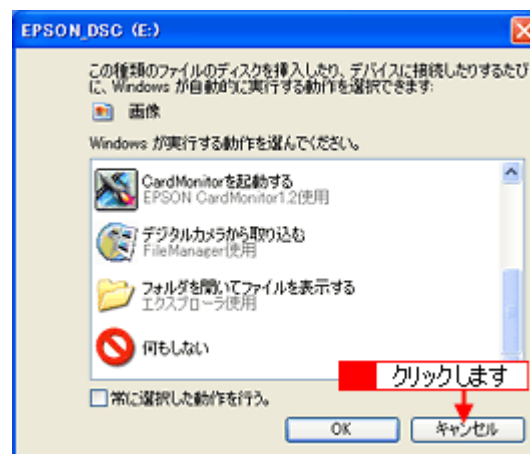 EPSON_DSC (E:)
この種類のファイルのディスクを挿入したり、デバイスに接続したりするたび
に、Windows が自動的に実行する動作を選択できます:
画像
Windows が実行する動作を選んでください。
CardMonitorを起動する
EPSON CardMonitor1.2使用
デジタルカメラから取り込む
FileManager使用
フォルダを開いてファイルを表示する
エクスプローラ使用
何もしない
クリックします
常に選択した動作を行う。
OK
キャンセル